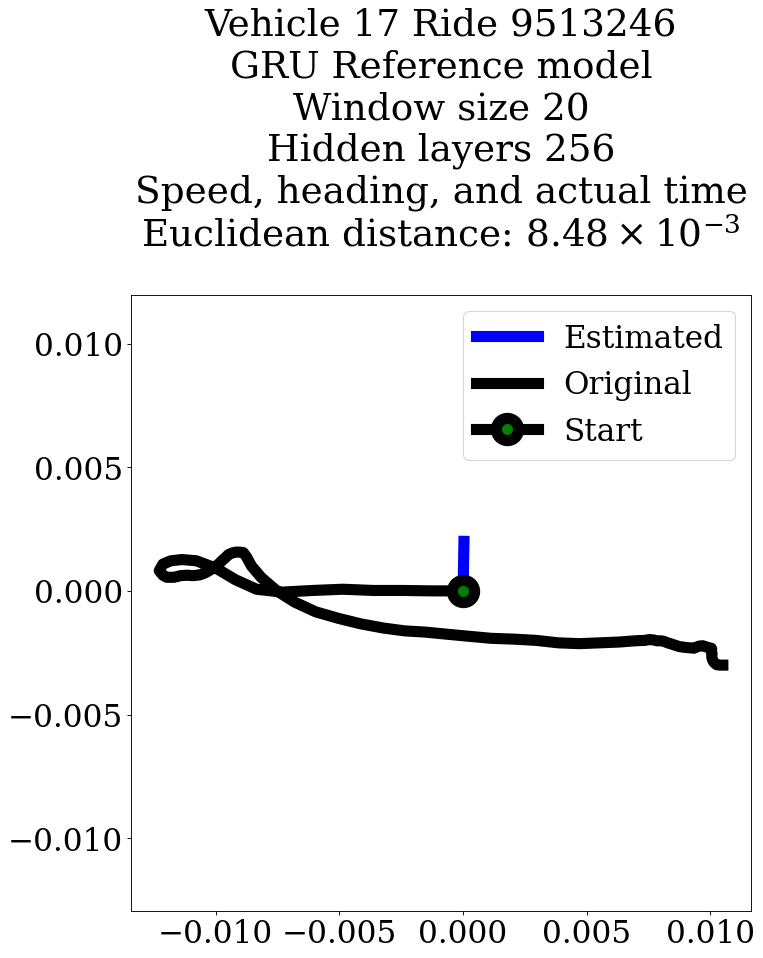 Vehicle 17 Ride 9513246
GRU Reference model
Window size 20
Hidden layers 256
Speed, heading, and actual time
Euclidean distance: 8.48 × 10⁻³
Estimated
Original
Start
0.010
0.005
0.000
−0.005
−0.010
−0.010 −0.005 0.000 0.005 0.010